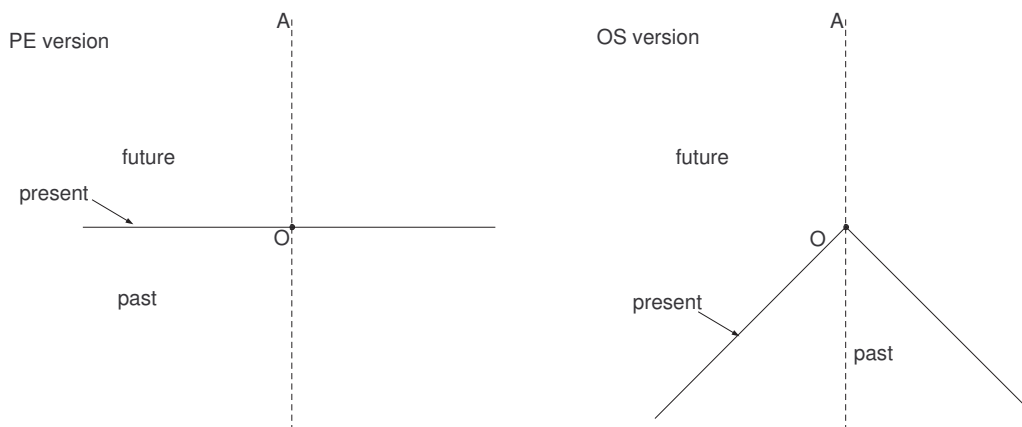 PE version
A
future
present
O
past
OS version
A
future
O
present
past